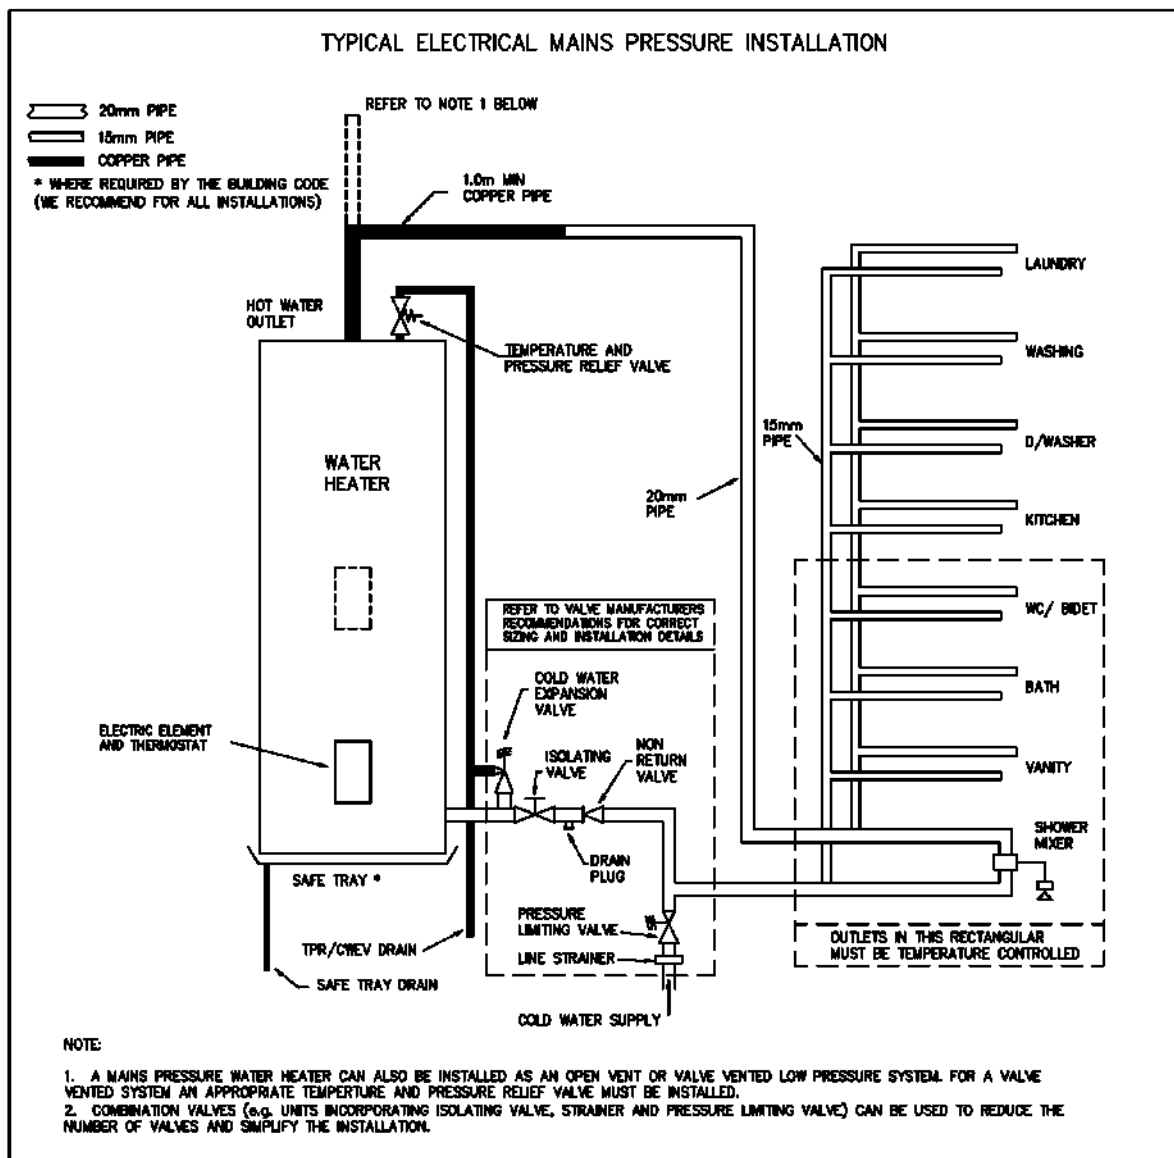 TYPICAL ELECTRICAL MAINS PRESSURE INSTALLATION
20mm PIPE
15mm PIPE
COPPER PIPE
* WHERE REQUIRED BY THE BUILDING CODE
(WE RECOMMEND FOR ALL INSTALLATIONS)
REFER TO NOTE 1 BELOW
1.0m MIN
COPPER PIPE
HOT WATER
OUTLET
TEMPERATURE AND
PRESSURE RELIEF VALVE
WATER
HEATER
LAUNDRY
WASHING
15mm
PIPE
D/WASHER
20mm
PIPE
KITCHEN
WC/ BIDET
REFER TO VALVE MANUFACTURERS
RECOMMENDATIONS FOR CORRECT
SIZING AND INSTALLATION DETAILS
COLD WATER
EXPANSION
VALVE
BATH
ELECTRIC ELEMENT
AND THERMOSTAT
ISOLATING
VALVE
NON
RETURN
VALVE
VANITY
SHOWER
MIXER
DRAIN
PLUG
SAFE TRAY *
PRESSURE
LIMITING VALVE
TPR/CWEV DRAIN
LINE STRAINER
OUTLETS IN THIS RECTANGULAR
MUST BE TEMPERATURE CONTROLLED
SAFE TRAY DRAIN
COLD WATER SUPPLY
NOTE:
1. A MAINS PRESSURE WATER HEATER CAN ALSO BE INSTALLED AS AN OPEN VENT OR VALVE VENTED LOW PRESSURE SYSTEM. FOR A VALVE
VENTED SYSTEM AN APPROPRIATE TEMPERTURE AND PRESSURE RELIEF VALVE MUST BE INSTALLED.
2. COMBINATION VALVES (e.g. UNITS INCORPORATING ISOLATING VALVE, STRAINER AND PRESSURE LIMITING VALVE) CAN BE USED TO REDUCE THE
NUMBER OF VALVES AND SIMPLIFY THE INSTALLATION.